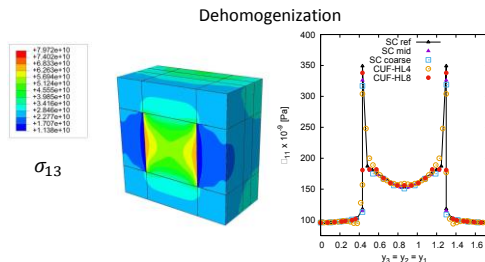 Dehomogenization
+7.972e+10
+7.402e+10
+6.833e+10
+6.263e+10
+5.694e+10
+5.124e+10
+4.555e+10
+3.985e+10
+3.416e+10
+2.846e+10
+2.277e+10
+1.707e+10
+1.138e+10
σ13
SC ref
SC mid
SC coarse
CUF-HL4
CUF-HL8
□11 x 10-9 [Pa]
400
350
300
250
200
150
100
50
0 0.2 0.4 0.6 0.8 1 1.2 1.4 1.6
y3 = y2 = y1